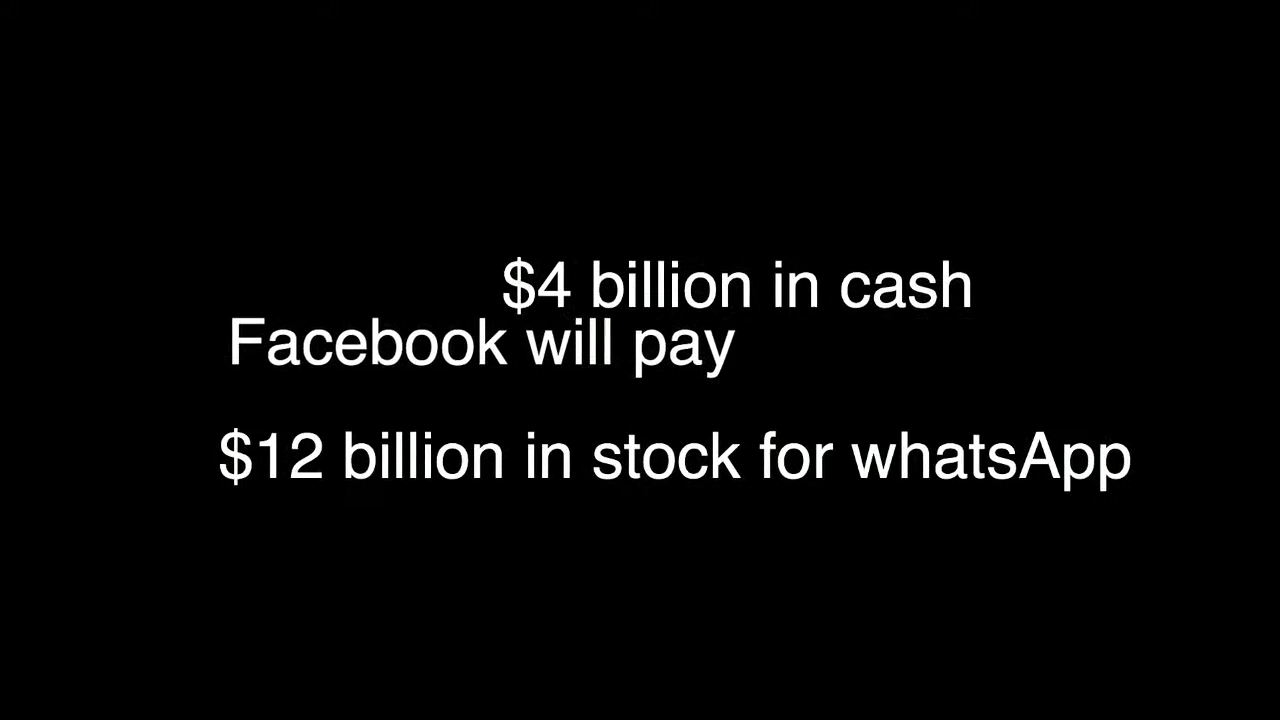 $4 billion in cash
Facebook will pay
$12 billion in stock for whatsApp